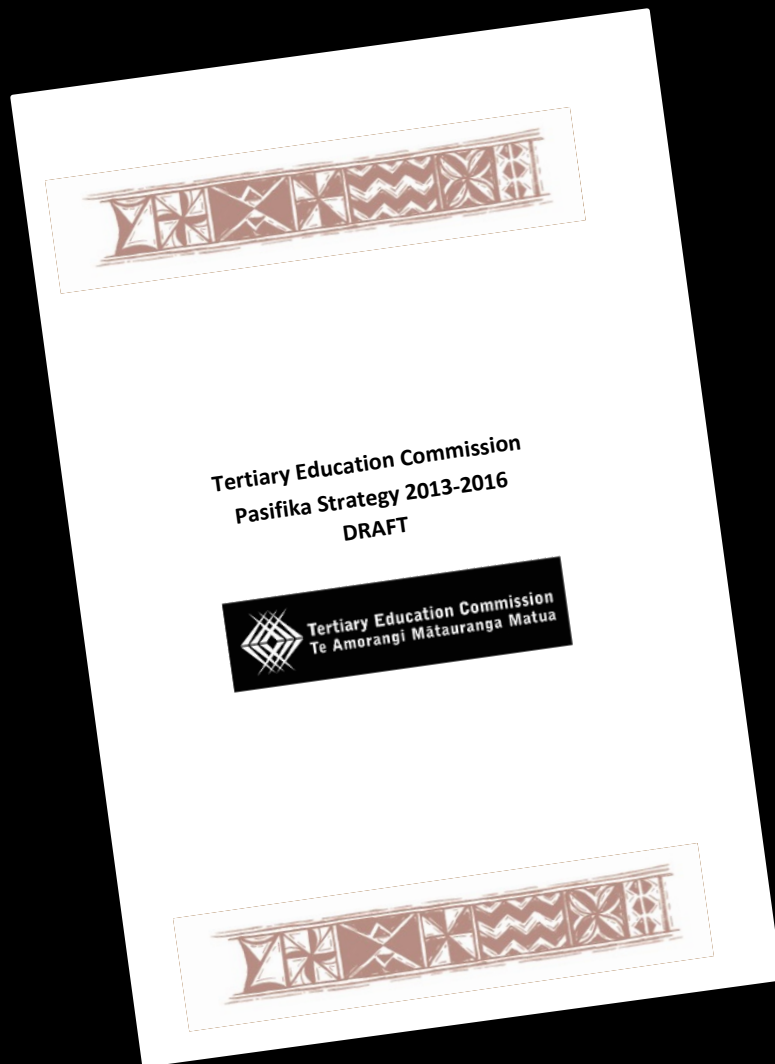 Tertiary Education Commission
Pasifika Strategy 2013-2016
DRAFT
Tertiary Education Commission
Te Amorangi Mātauranga Matua